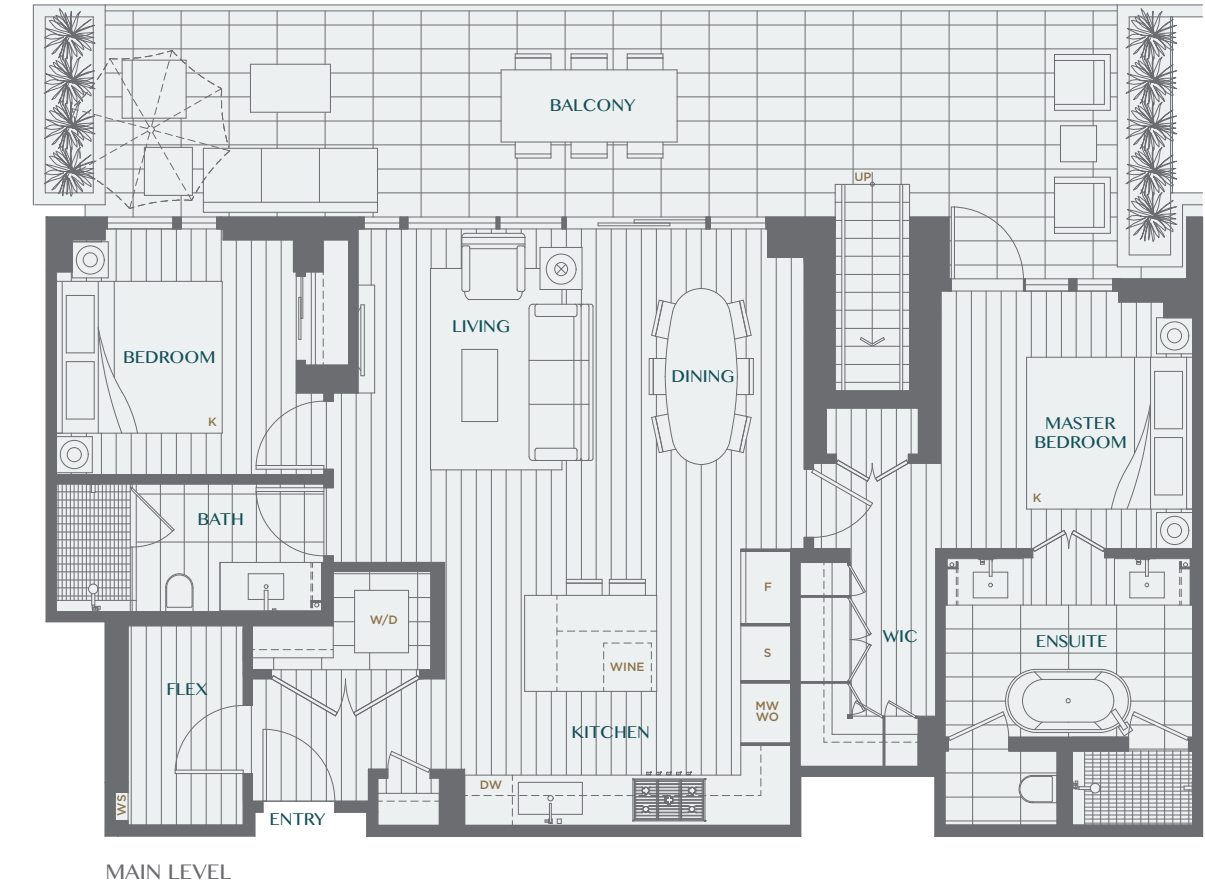 BALCONY
UP
LIVING
BEDROOM
DINING
K
MASTER
BEDROOM
K
BATH
F
W/D
S
WIC
ENSUITE
WINE
FLEX
MW
WO
KITCHEN
DW
WS
ENTRY
MAIN LEVEL